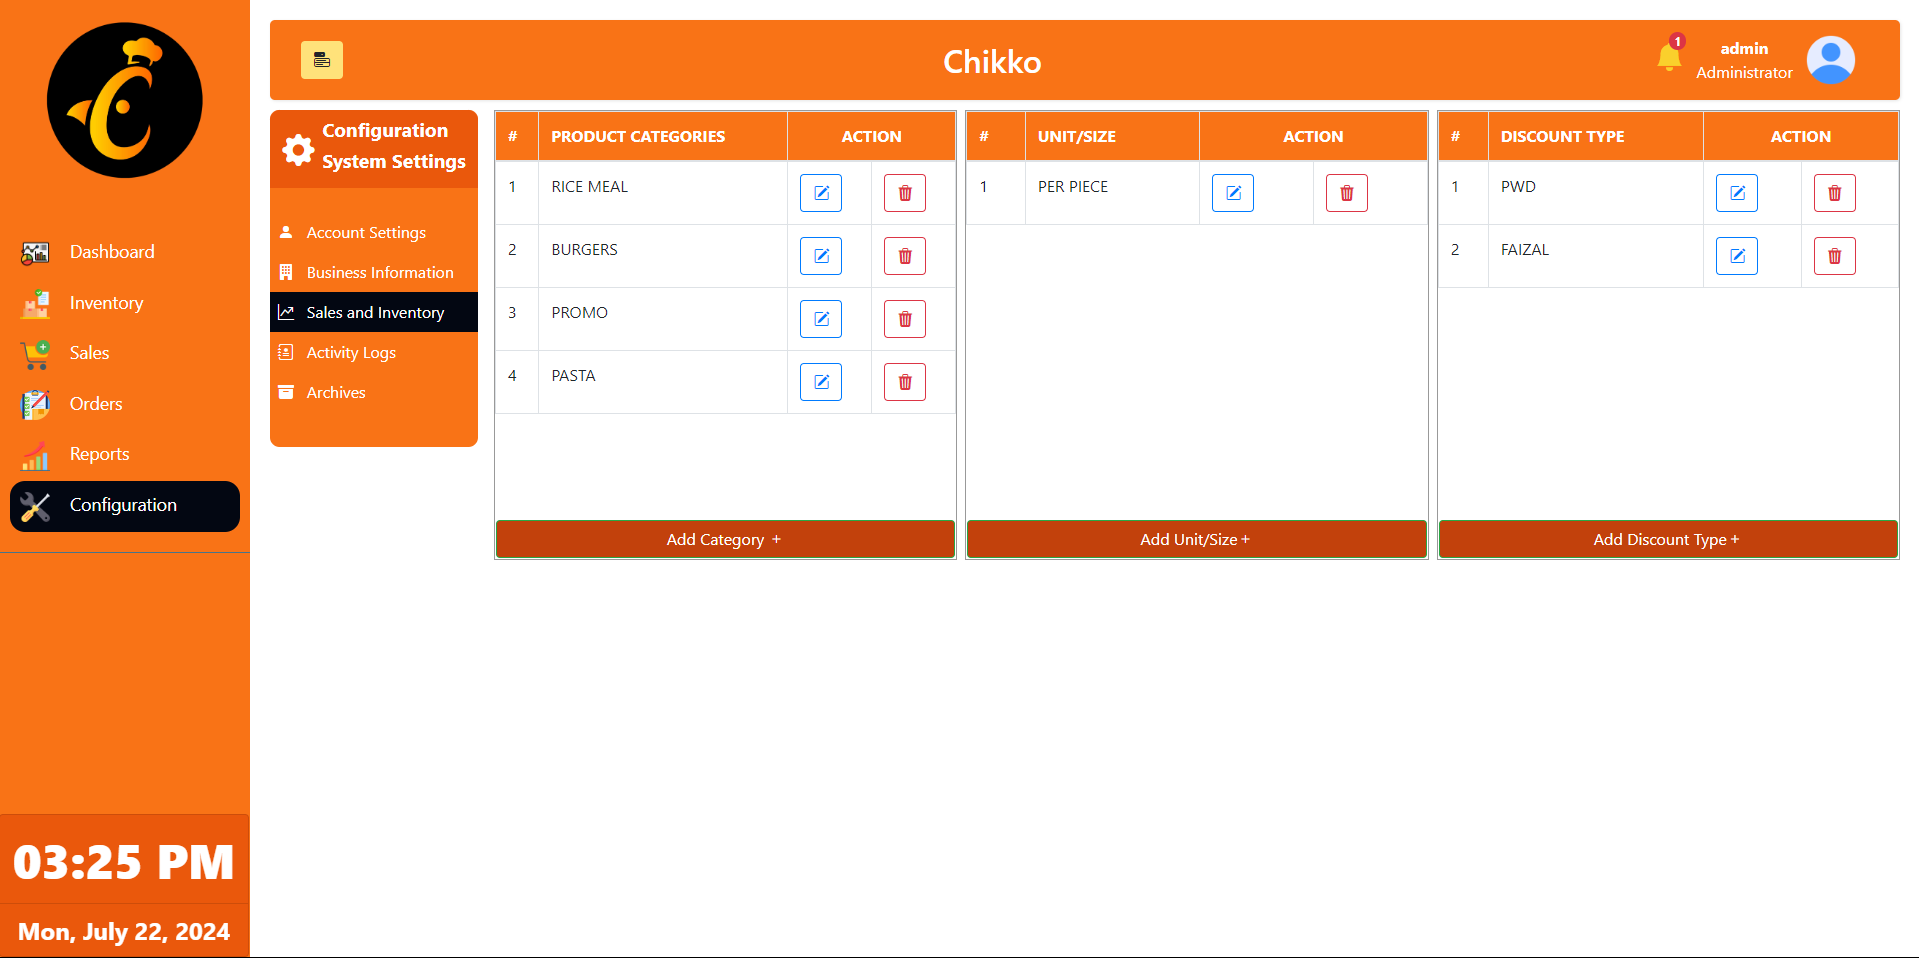 Dashboard
Inventory
Sales
Orders
Reports
Configuration
03:25 PM
Mon, July 22, 2024
Chikko
1
admin
Administrator
Configuration
System Settings
Account Settings
Business Information
Sales and Inventory
Activity Logs
Archives
# PRODUCT CATEGORIES ACTION
1 RICE MEAL
2 BURGERS
3 PROMO
4 PASTA
Add Category +
# UNIT/SIZE ACTION
1 PER PIECE
Add Unit/Size +
# DISCOUNT TYPE ACTION
1 PWD
2 FAIZAL
Add Discount Type +